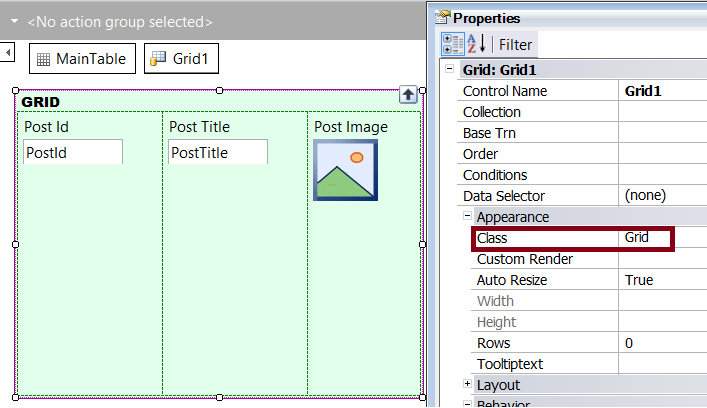 <No action group selected>
MainTable
Grid1
GRID
Post Id
Post Title
Post Image
PostId
PostTitle
Properties
Filter
Grid: Grid1
Control Name Grid1
Collection
Base Trn
Order
Conditions
Data Selector (none)
Appearance
Class Grid
Custom Render
Auto Resize True
Width
Height
Rows 0
Tooltiptext
Layout
Behavior